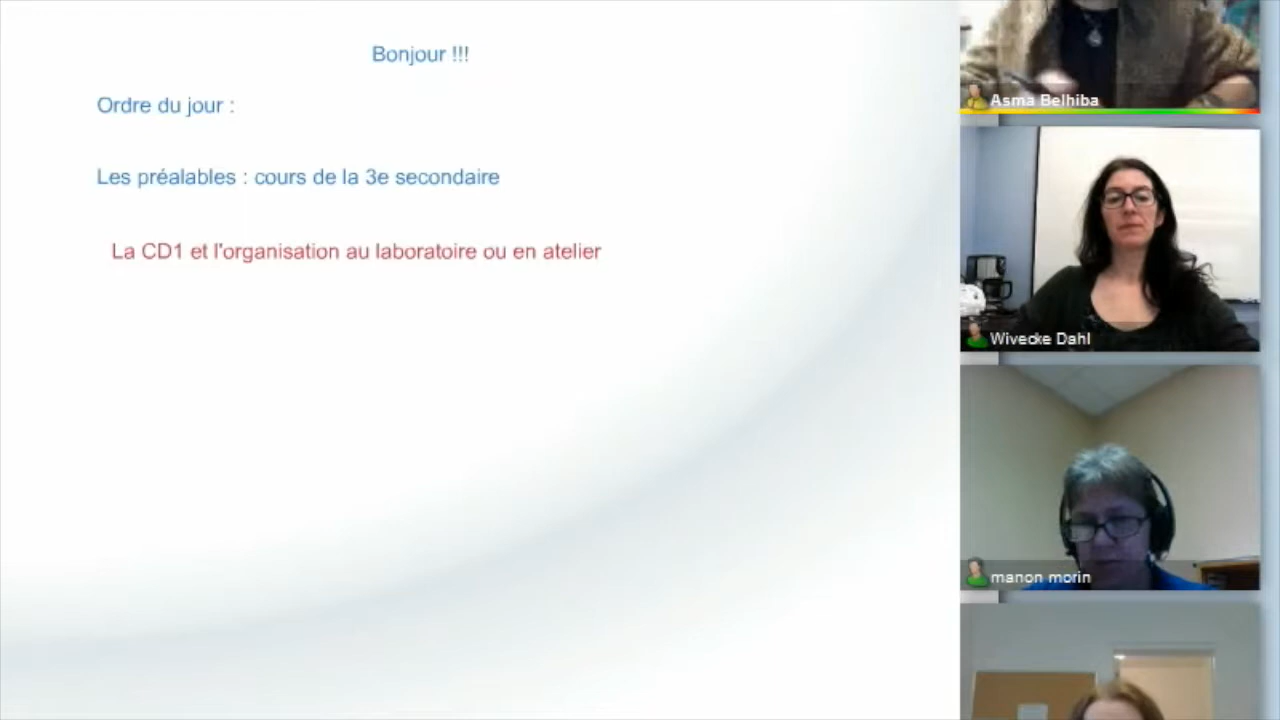 Bonjour !!!
Ordre du jour :
Les préalables : cours de la 3e secondaire
La CD1 et l'organisation au laboratoire ou en atelier
Asma Belhiba
Wivecke Dahl
manon morin